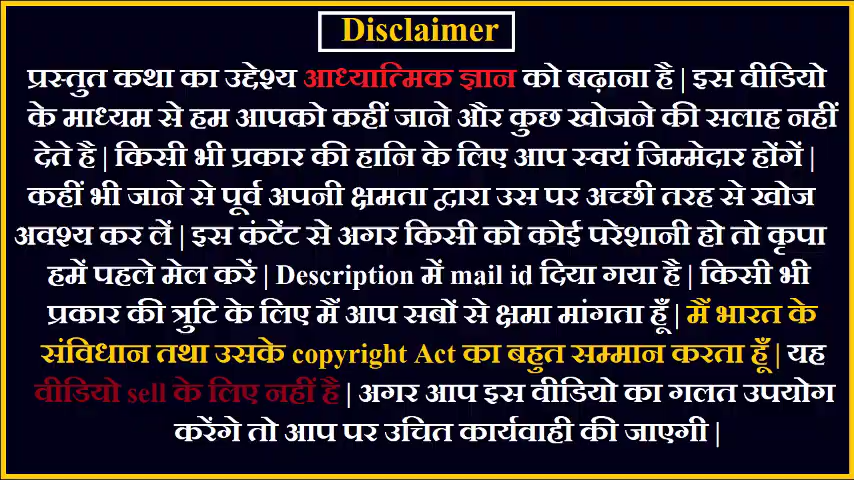 Disclaimer
प्रस्तुत कथा का उद्देश्य आध्यात्मिक ज्ञान को बढ़ाना है | इस वीडियो
के माध्यम से हम आपको कहीं जाने और कुछ खोजने की सलाह नहीं
देते है | किसी भी प्रकार की हानि के लिए आप स्वयं जिम्मेदार होंगें |
कहीं भी जाने से पूर्व अपनी क्षमता द्वारा उस पर अच्छी तरह से खोज
अवश्य कर लें | इस कंटेंट से अगर किसी को कोई परेशानी हो तो कृपा
हमें पहले मेल करें | Description में mail id दिया गया है | किसी भी
प्रकार की त्रुटि के लिए मैं आप सबों से क्षमा मांगता हूँ | मैं भारत के
संविधान तथा उसके copyright Act का बहुत सम्मान करता हूँ | यह
वीडियो sell के लिए नहीं है | अगर आप इस वीडियो का गलत उपयोग
करेंगे तो आप पर उचित कार्यवाही की जाएगी |